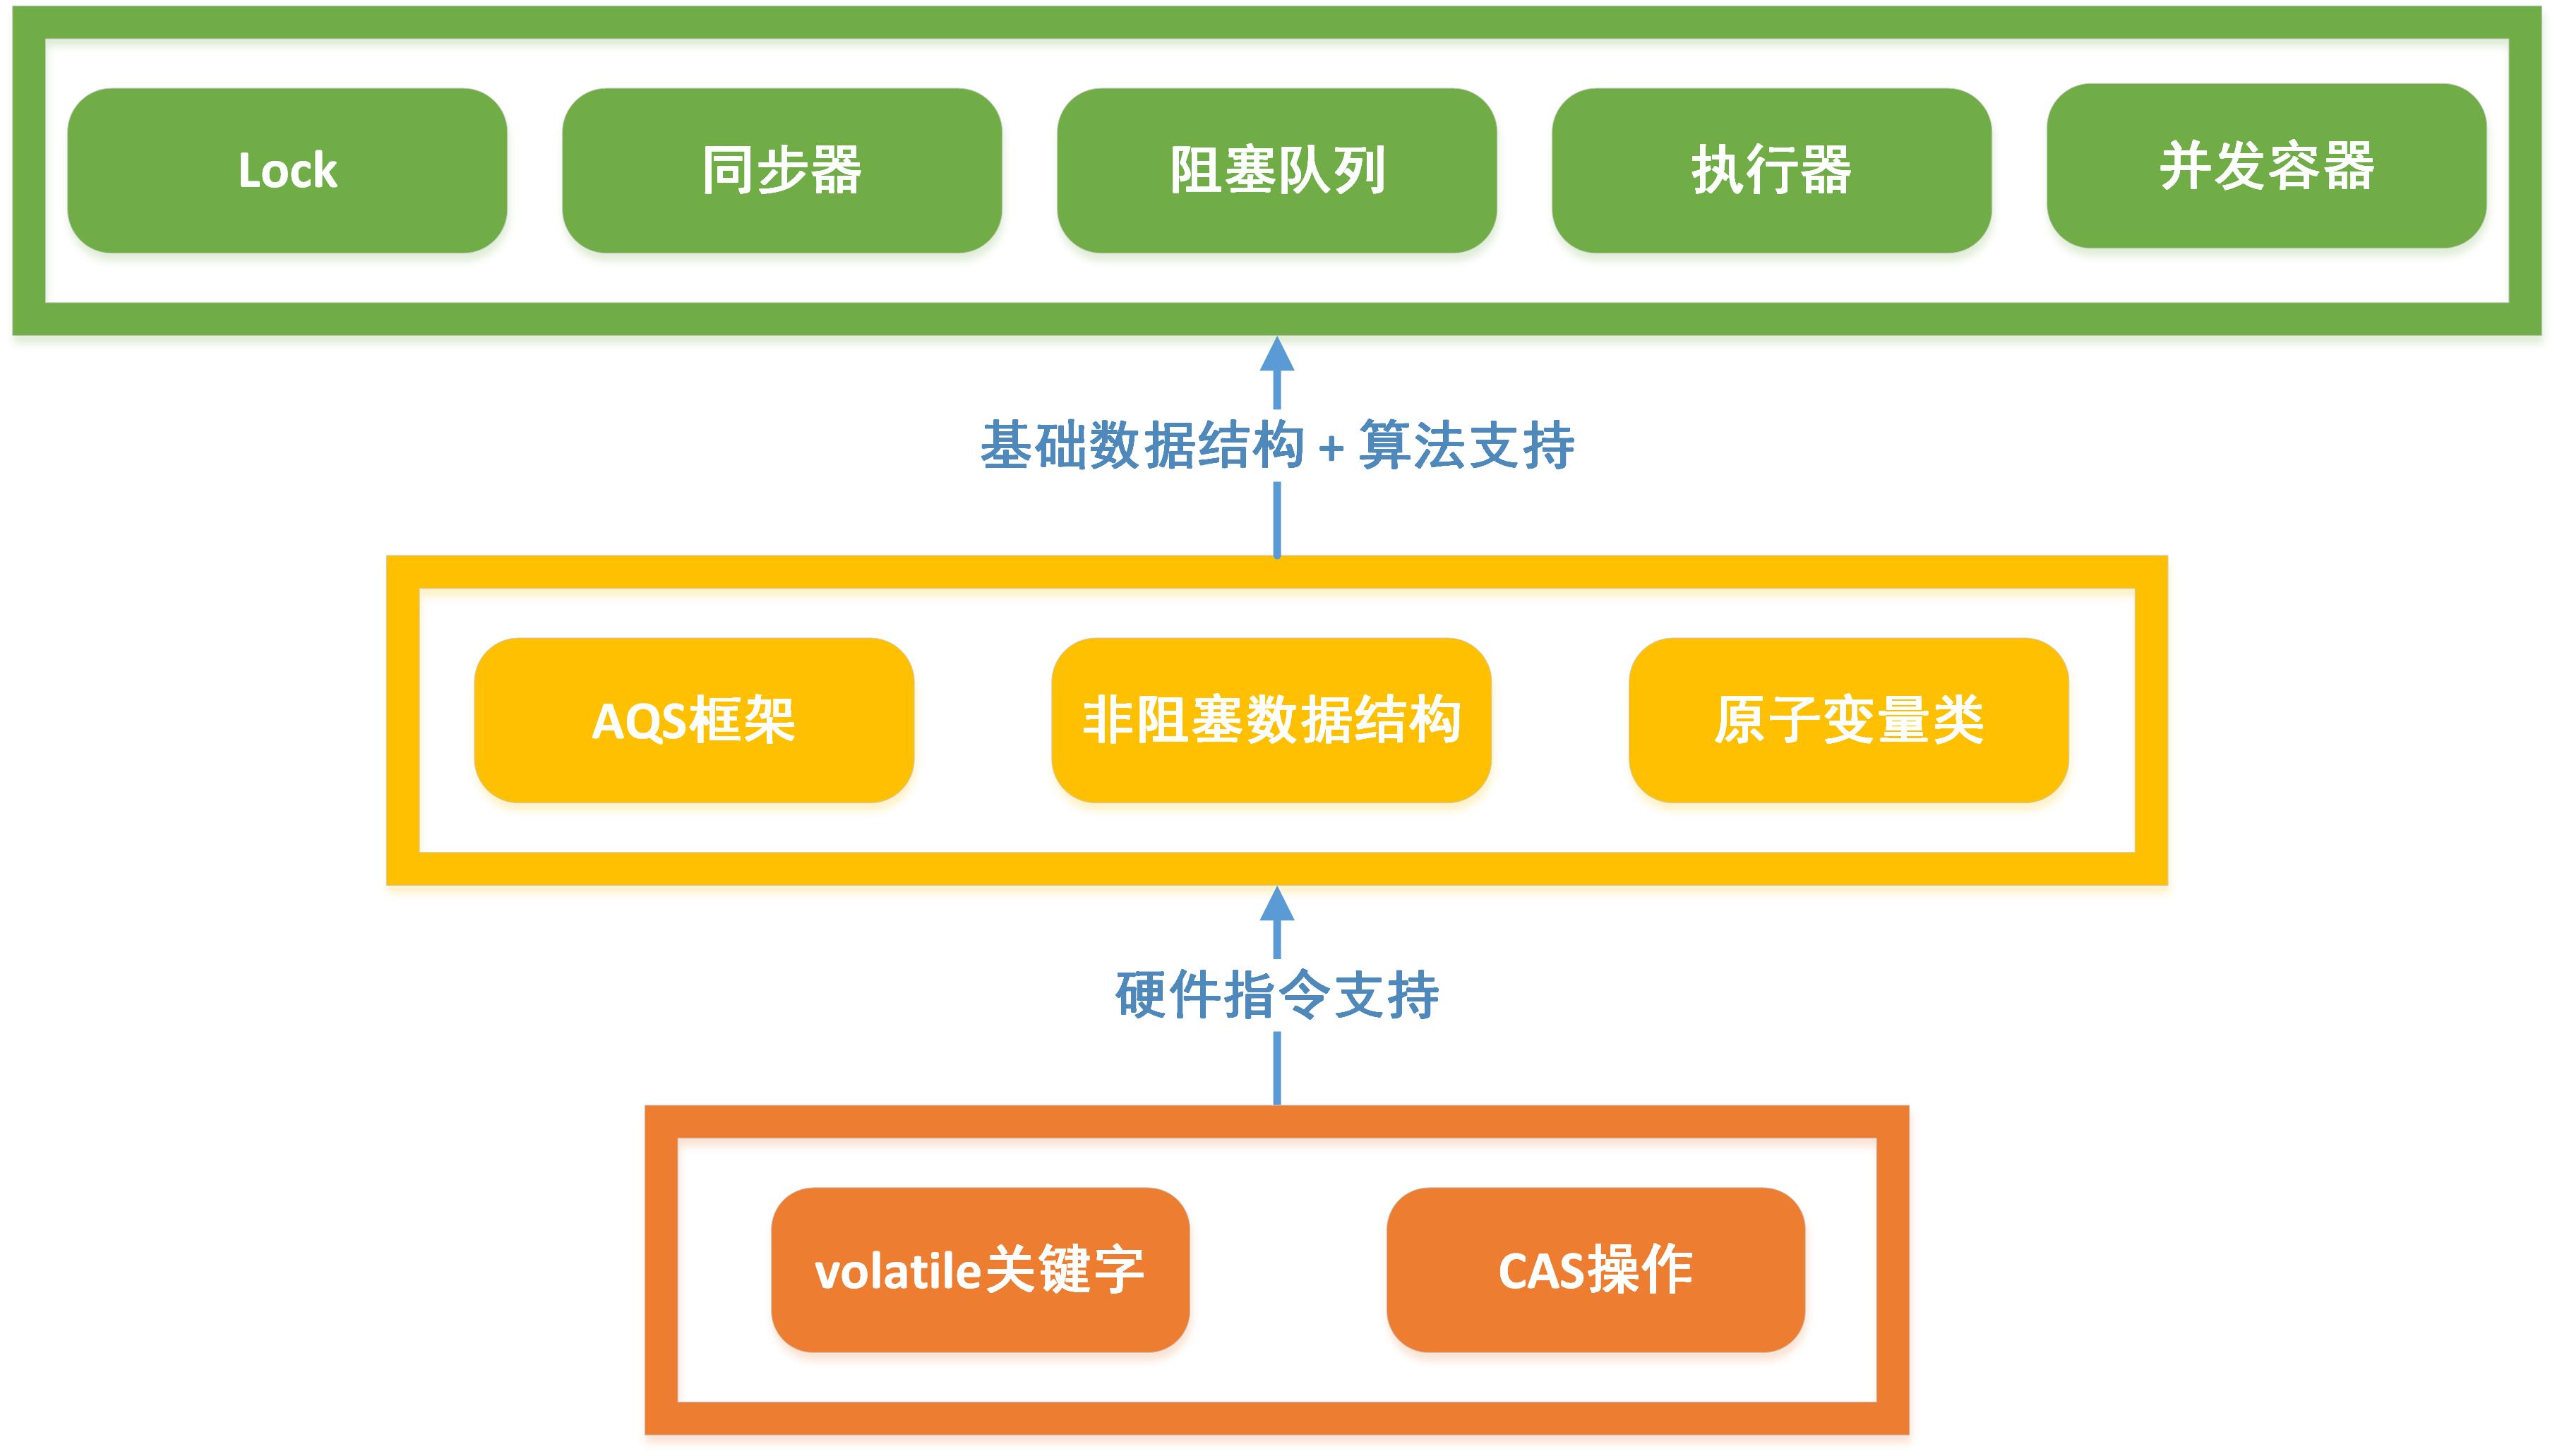 Lock
同步器
阻塞队列
执行器
并发容器
基础数据结构 + 算法支持
AQS框架
非阻塞数据结构
原子变量类
硬件指令支持
volatile关键字
CAS操作